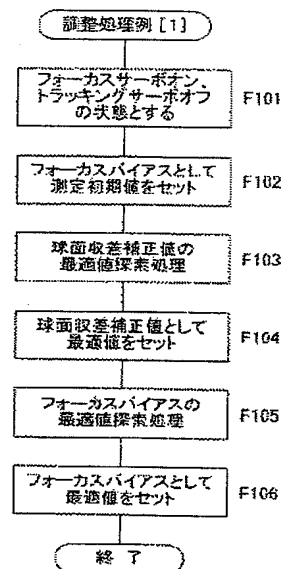 調整処理例［1］
フォーカスサーボオン、
トラッキングサーボオフ
の状態とする
F101
フォーカスバイアスとして
測定初期値をセット
F102
球面収差補正値の
最適値探索処理
F103
球面収差補正値として
最適値をセット
F104
フォーカスバイアスの
最適値探索処理
F105
フォーカスバイアスとして
最適値をセット
F106
終 了